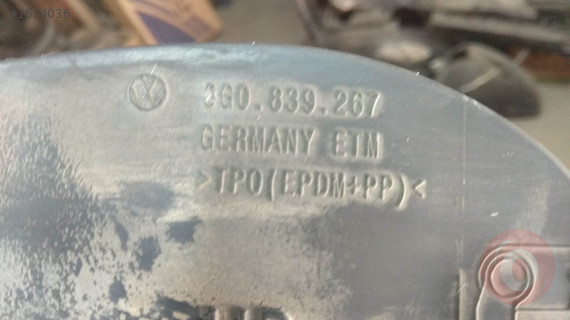 3G0.839.267
GERMANY ETM
>TPO(EPDM+PP)<